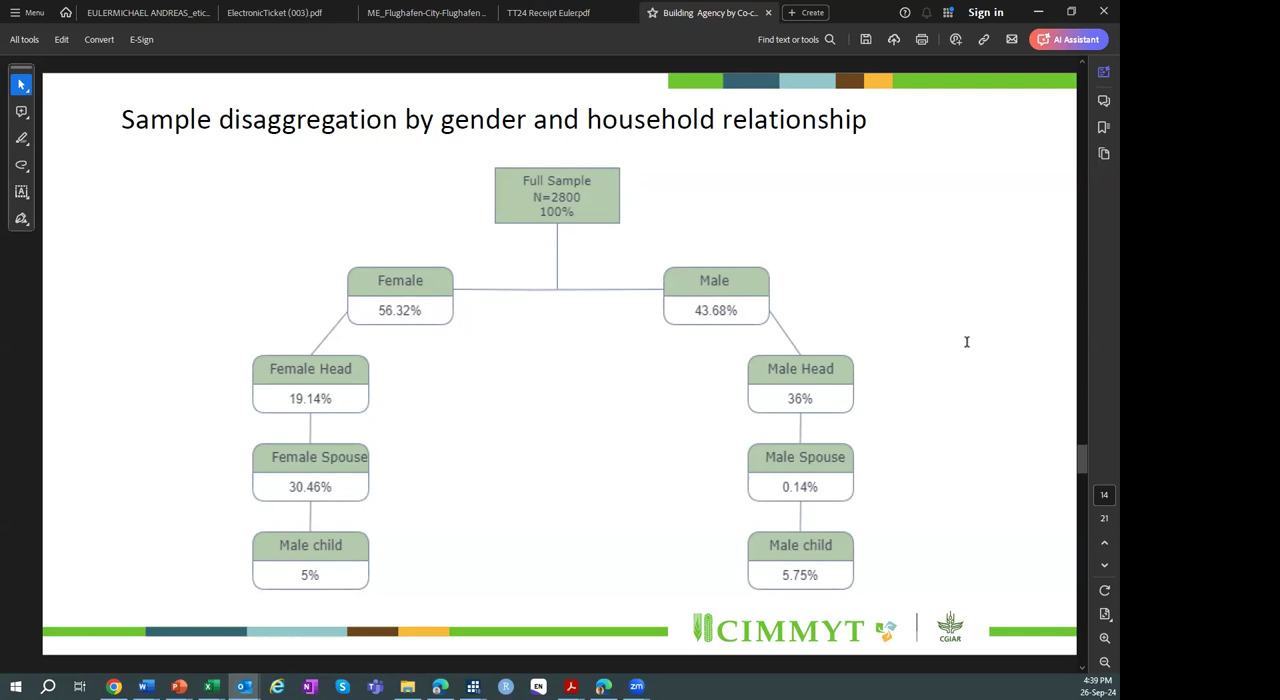 Menu
EULERMICHAEL ANDREAS_etic...
ElectronicTicket (003).pdf
ME_Flughafen-City-Flughafen ...
TT24 Receipt Euler.pdf
Building Agency by Co-c...
Create
Sign in
All tools
Edit
Convert
E-Sign
Find text or tools
AI Assistant
Sample disaggregation by gender and household relationship
Full Sample
N=2800
100%
Female
56.32%
Male
43.68%
Female Head
19.14%
Male Head
36%
Female Spouse
30.46%
Male Spouse
0.14%
Male child
5%
Male child
5.75%
CIMMYT
CGIAR
14
21
EN
zm
4:39 PM
26-Sep-24